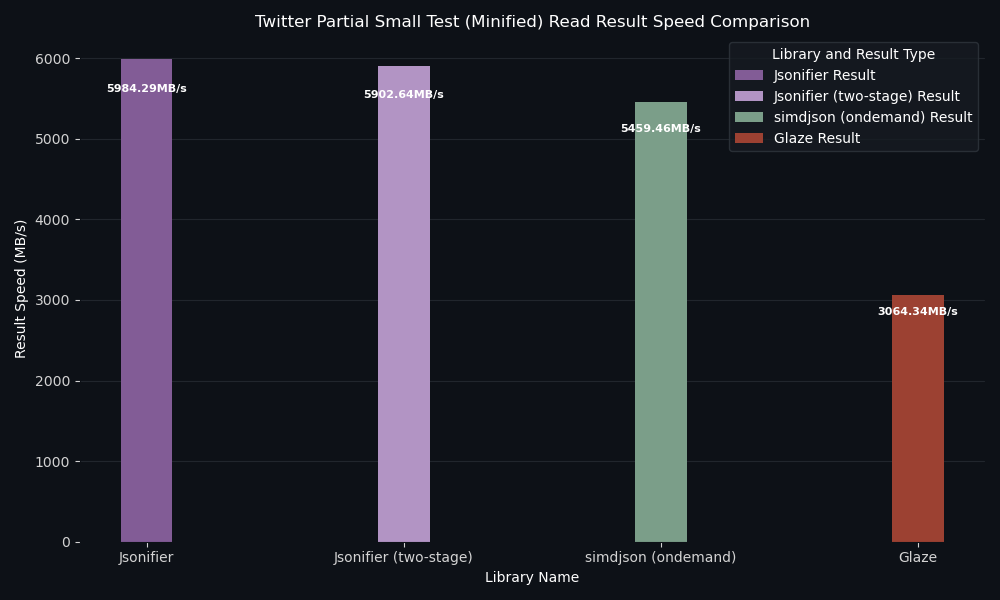 Twitter Partial Small Test (Minified) Read Result Speed Comparison
Library and Result Type
Jsonifier Result
Jsonifier (two-stage) Result
simdjson (ondemand) Result
Glaze Result
Result Speed (MB/s)
6000
5000
4000
3000
2000
1000
0
5984.29MB/s
5902.64MB/s
5459.46MB/s
3064.34MB/s
Jsonifier
Jsonifier (two-stage)
simdjson (ondemand)
Glaze
Library Name